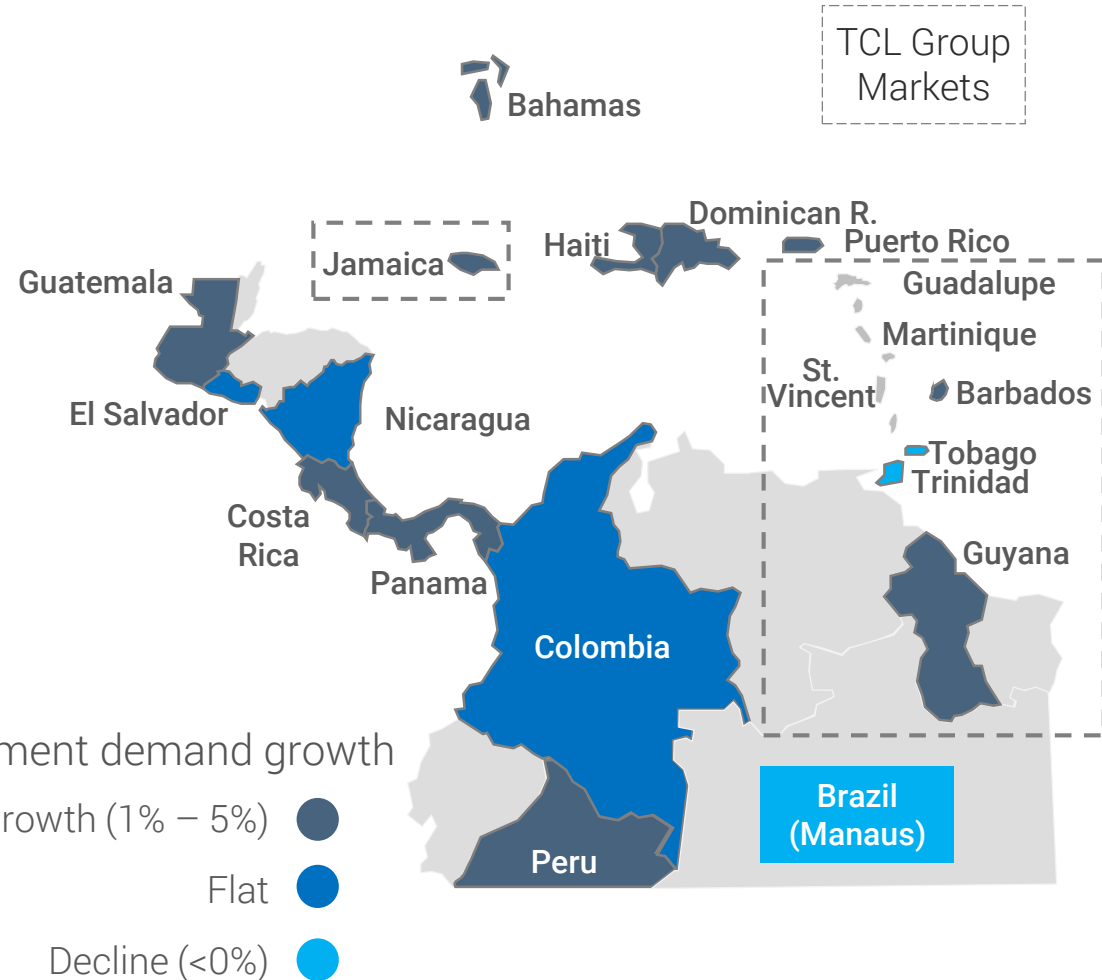 TCL Group
Markets
Bahamas
Dominican R.
Haiti
Puerto Rico
Jamaica
Guatemala
Guadalupe
Martinique
St.
Vincent
Barbados
El Salvador
Nicaragua
Tobago
Trinidad
Costa
Rica
Guyana
Panama
Colombia
ment demand growth
rowth (1% – 5%)
Brazil
(Manaus)
Peru
Flat
Decline (<0%)